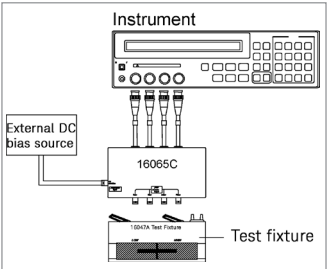 Instrument
External DC
bias source
16065C
16047A Test Fixture
Test fixture